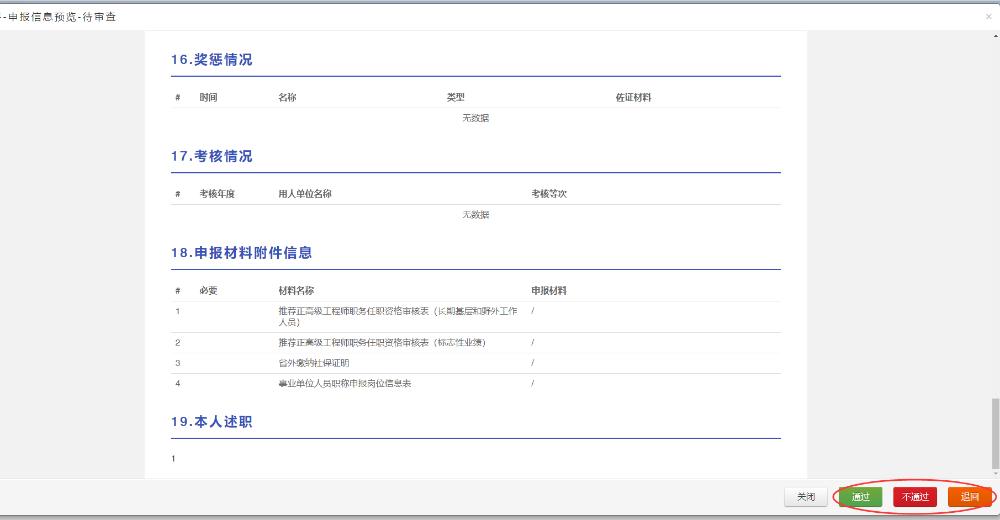 -申报信息预览-待审查
×
16.奖惩情况
# 时间 名称 类型 佐证材料
无数据
17.考核情况
# 考核年度 用人单位名称 考核等次
无数据
18.申报材料附件信息
# 必要 材料名称 申报材料
1 推荐正高级工程师职务任职资格审核表（长期基层和野外工作 /
人员）
2 推荐正高级工程师职务任职资格审核表（标志性业绩） /
3 省外缴纳社保证明 /
4 事业单位人员职称申报岗位信息表 /
19.本人述职
1
关闭 通过 不通过 退回